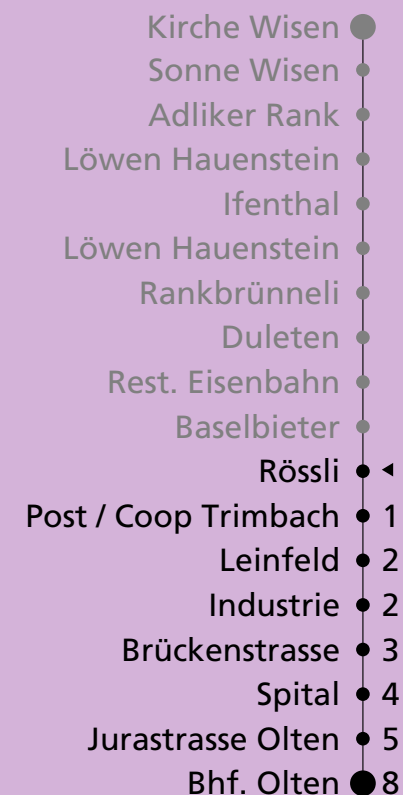 Kirche Wisen
Sonne Wisen
Adliker Rank
Löwen Hauenstein
Ifenthal
Löwen Hauenstein
Rankbrünneli
Duleten
Rest. Eisenbahn
Baselbieter
Rössli
Post / Coop Trimbach 1
Leinfeld 2
Industrie 2
Brückenstrasse 3
Spital 4
Jurastrasse Olten 5
Bhf. Olten 8